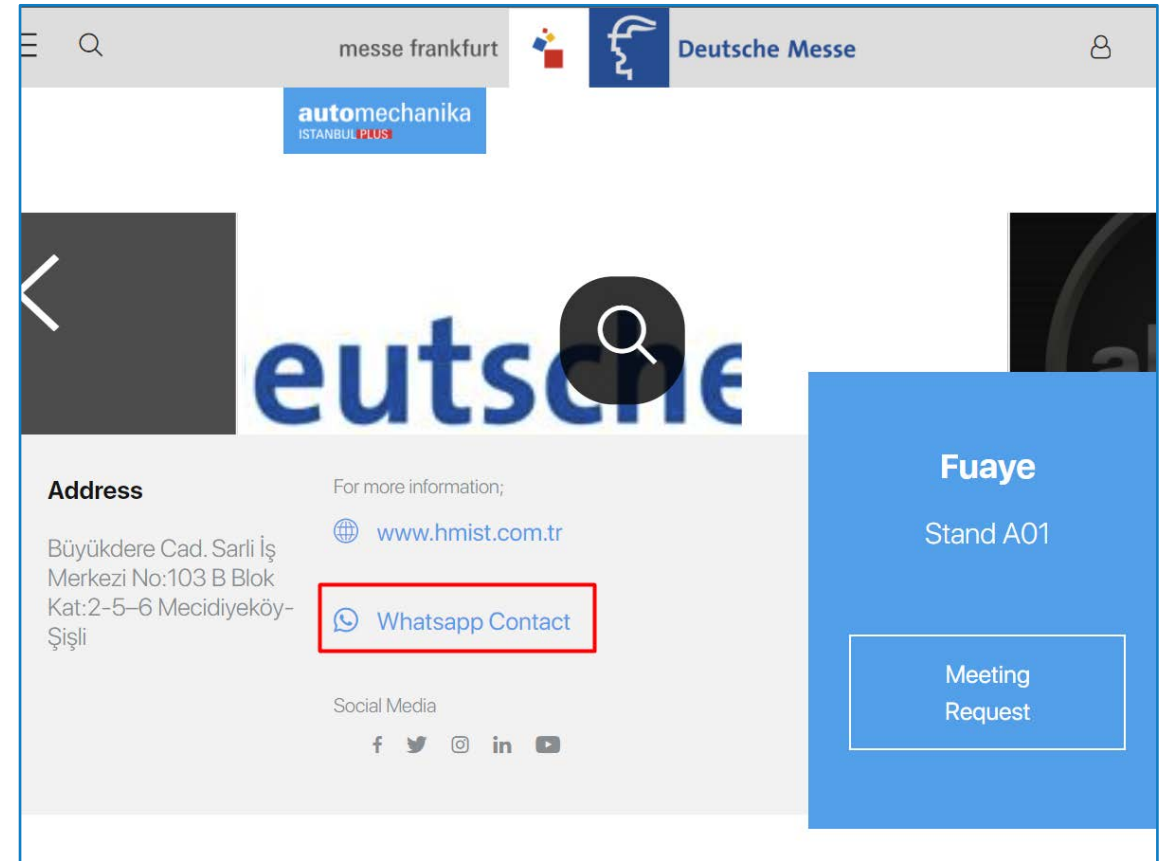 messe frankfurt
Deutsche Messe
automechanika
ISTANBUL PLUS
eutsche
Address
Büyükdere Cad. Sarli İş
Merkezi No:103 B Blok
Kat:2-5–6 Mecidiyeköy-
Şişli
For more information;
www.hmist.com.tr
Whatsapp Contact
Social Media
Fuaye
Stand A01
Meeting
Request